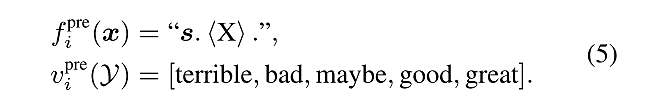 f_i^pre(x) = “s. ⟨X⟩ .”,
v_i^pre(𝒴) = [terrible, bad, maybe, good, great].
(5)